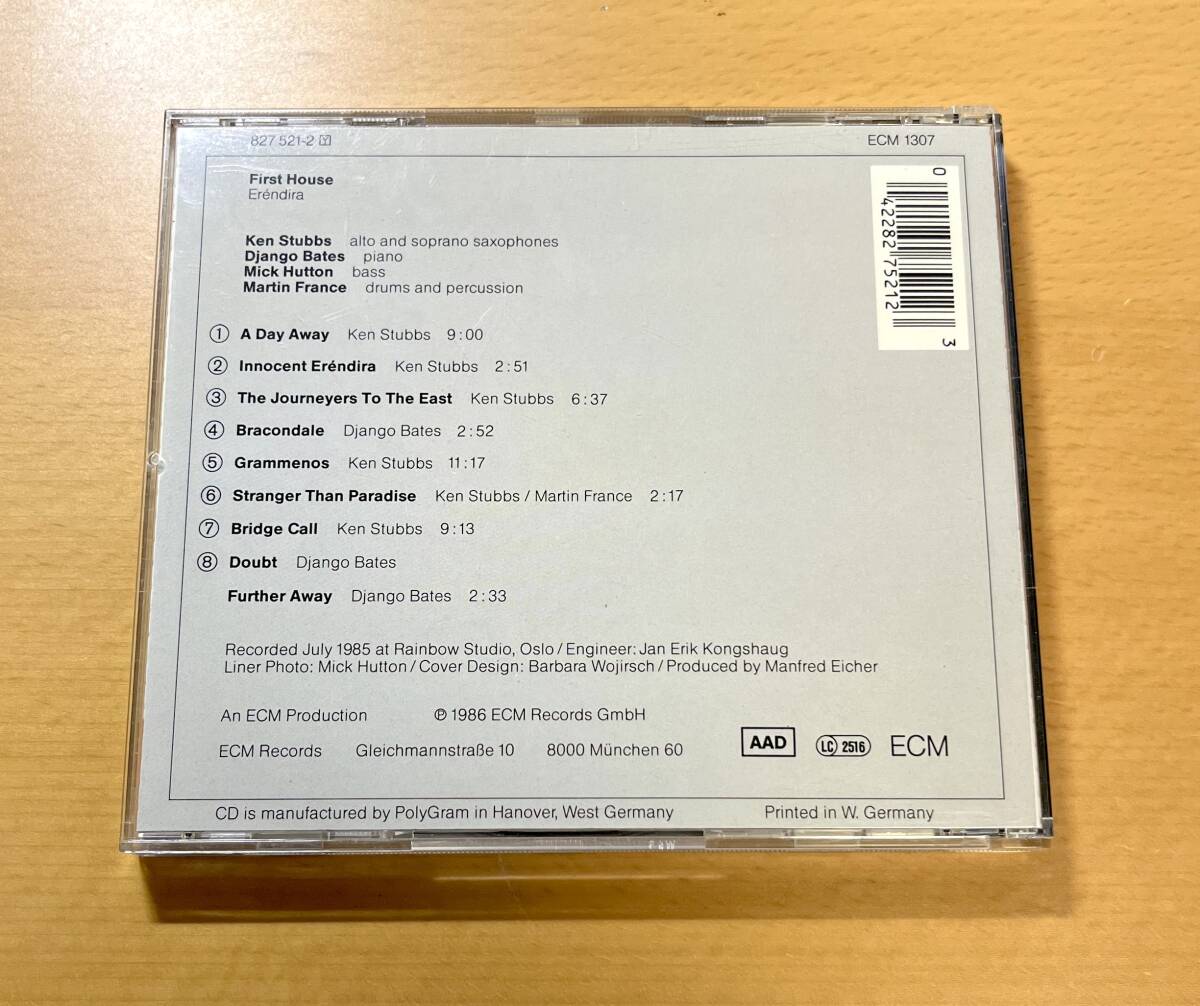 827 521-2 Y
ECM 1307
First House
Eréndira
0
42282 75212
3
Ken Stubbs alto and soprano saxophones
Django Bates piano
Mick Hutton bass
Martin France drums and percussion
① A Day Away Ken Stubbs 9:00
② Innocent Eréndira Ken Stubbs 2:51
③ The Journeyers To The East Ken Stubbs 6:37
④ Bracondale Django Bates 2:52
⑤ Grammenos Ken Stubbs 11:17
⑥ Stranger Than Paradise Ken Stubbs / Martin France 2:17
⑦ Bridge Call Ken Stubbs 9:13
⑧ Doubt Django Bates
Further Away Django Bates 2:33
Recorded July 1985 at Rainbow Studio, Oslo / Engineer: Jan Erik Kongshaug
Liner Photo: Mick Hutton / Cover Design: Barbara Wojirsch / Produced by Manfred Eicher
An ECM Production ℗ 1986 ECM Records GmbH
ECM Records Gleichmannstraße 10 8000 München 60 AAD LC 2516 ECM
CD is manufactured by PolyGram in Hanover, West Germany Printed in W. Germany